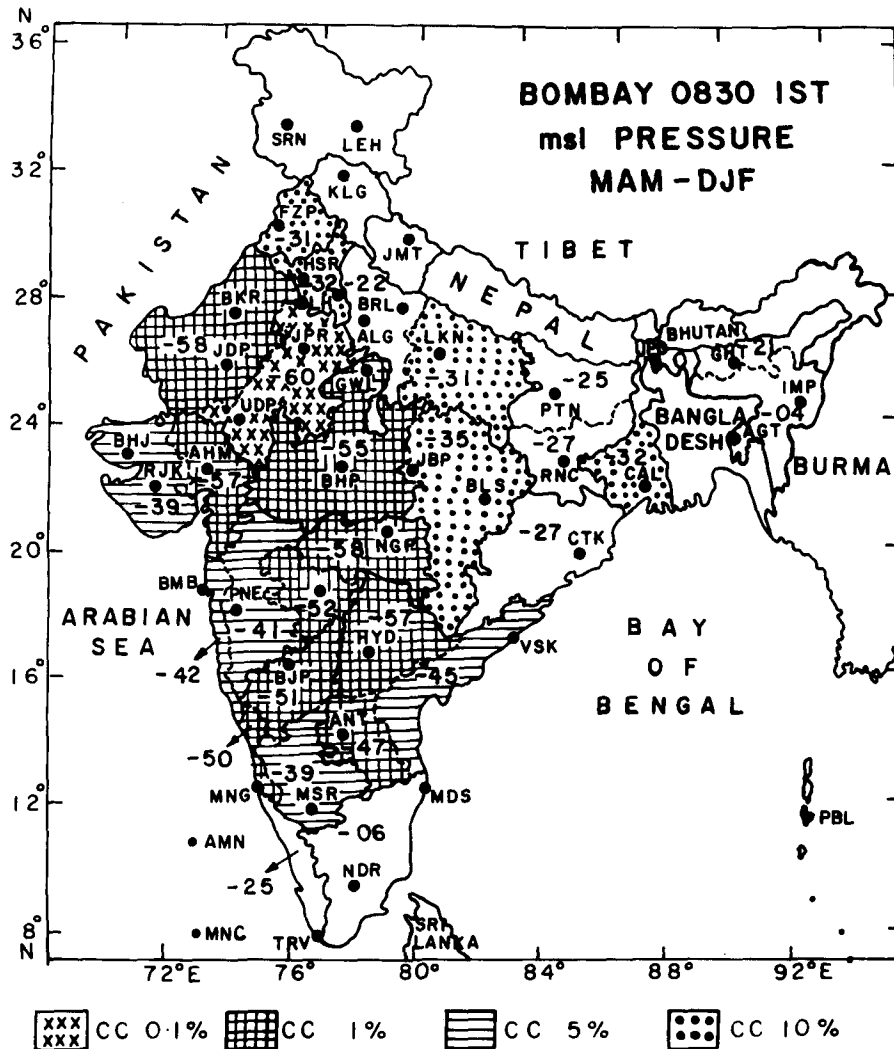 N
36°
32°
28°
24°
20°
16°
12°
8°
N
BOMBAY 0830 IST
msl PRESSURE
MAM-DJF
SRN
LEH
KLG
PAKISTAN
FZP
-31
JMT
TIBET
HSR
-32
-22
NEPAL
BKR
BRL
ALG
LKN
-31
BHUTAN
JPR
-58
JDP
60
GWL
GHT
21
-25
PTN
IMP
UDP
BANGLA
DESH
-04
AGT
BHJ
AHM
-55
BHP
-35
JBP
-27
RNC
-32
CAL
BURMA
RJK
-39
-57
BLS
-58
NGP
-27
CTK
BMB
PNE
-52
-57
HYD
ARABIAN
SEA
-41
VSK
BAY
OF
BENGAL
-42
BJP
-51
-45
ANT
-47
-50
-39
MSR
MNG
MDS
PBL
AMN
-06
-25
NDR
MNC
TRV
SRI
LANKA
72°E
76°E
80°E
84°E
88°E
92°E
CC 0·1%
CC 1%
CC 5%
CC 10%